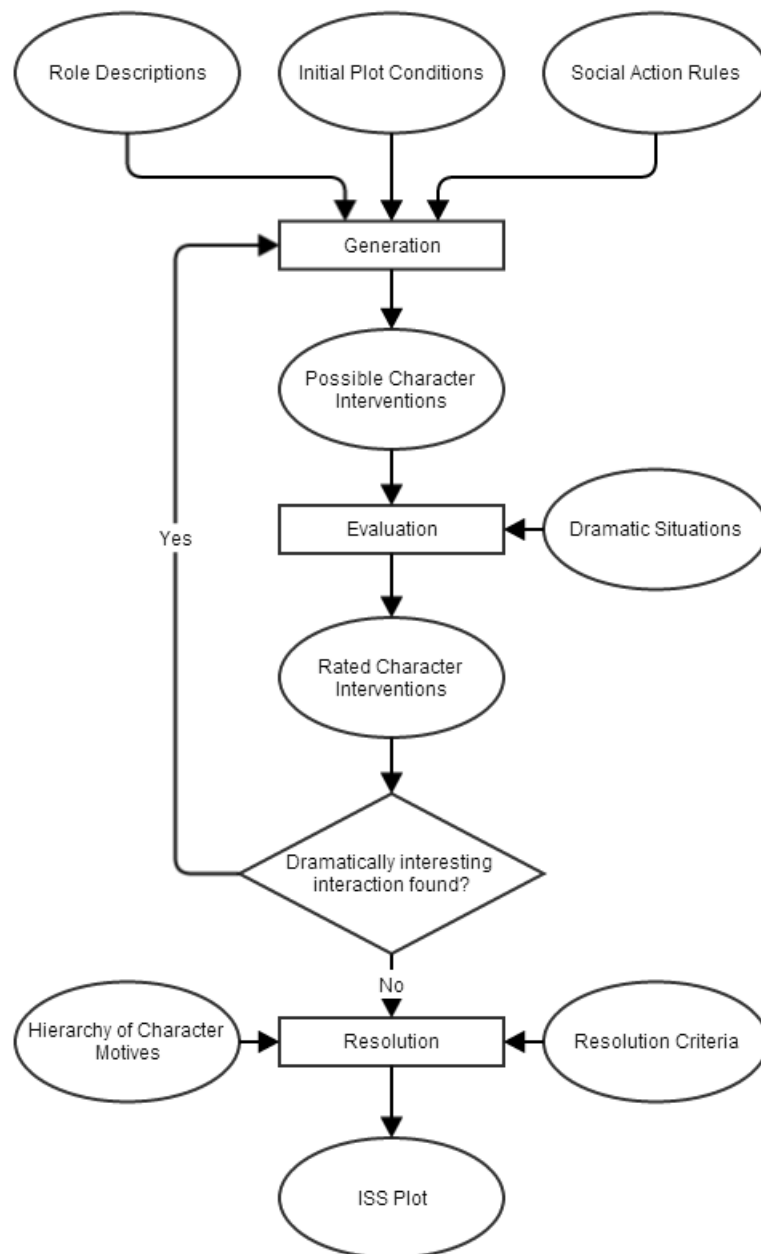 Role Descriptions
Initial Plot Conditions
Social Action Rules
Generation
Possible Character
Interventions
Yes
Evaluation
Dramatic Situations
Rated Character
Interventions
Dramatically interesting
interaction found?
No
Hierarchy of Character
Motives
Resolution
Resolution Criteria
ISS Plot